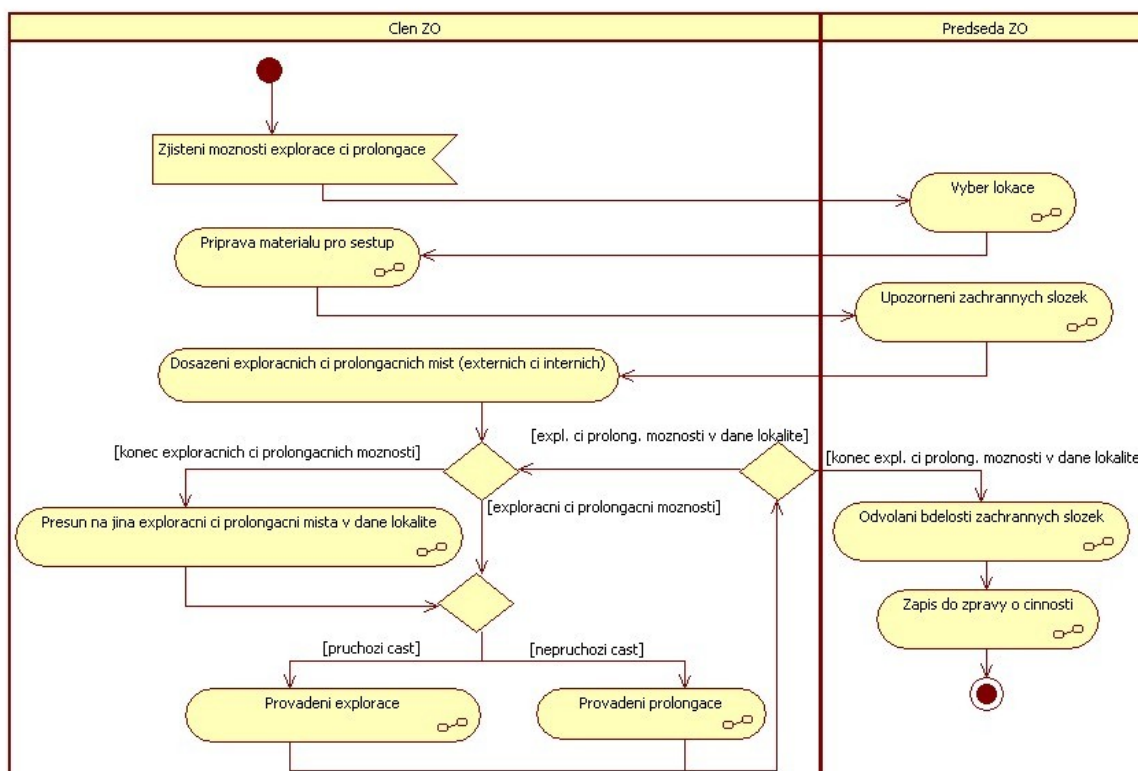 Clen ZO
Predseda ZO
Zjisteni moznosti explorace ci prolongace
Vyber lokace
Priprava materialu pro sestup
Upozorneni zachrannych slozek
Dosazeni exploracnich ci prolongacnich mist (externich ci internich)
[expl. ci prolong. moznosti v dane lokalite]
[konec exploracnich ci prolongacnich moznosti]
[konec expl. ci prolong. moznosti v dane lokalite]
[exploracni ci prolongacni moznosti]
Presun na jina exploracni ci prolongacni mista v dane lokalite
Odvolani bdelosti zachrannych slozek
Zapis do zpravy o cinnosti
[pruchozi cast]
[nepruchozi cast]
Provadeni explorace
Provadeni prolongace